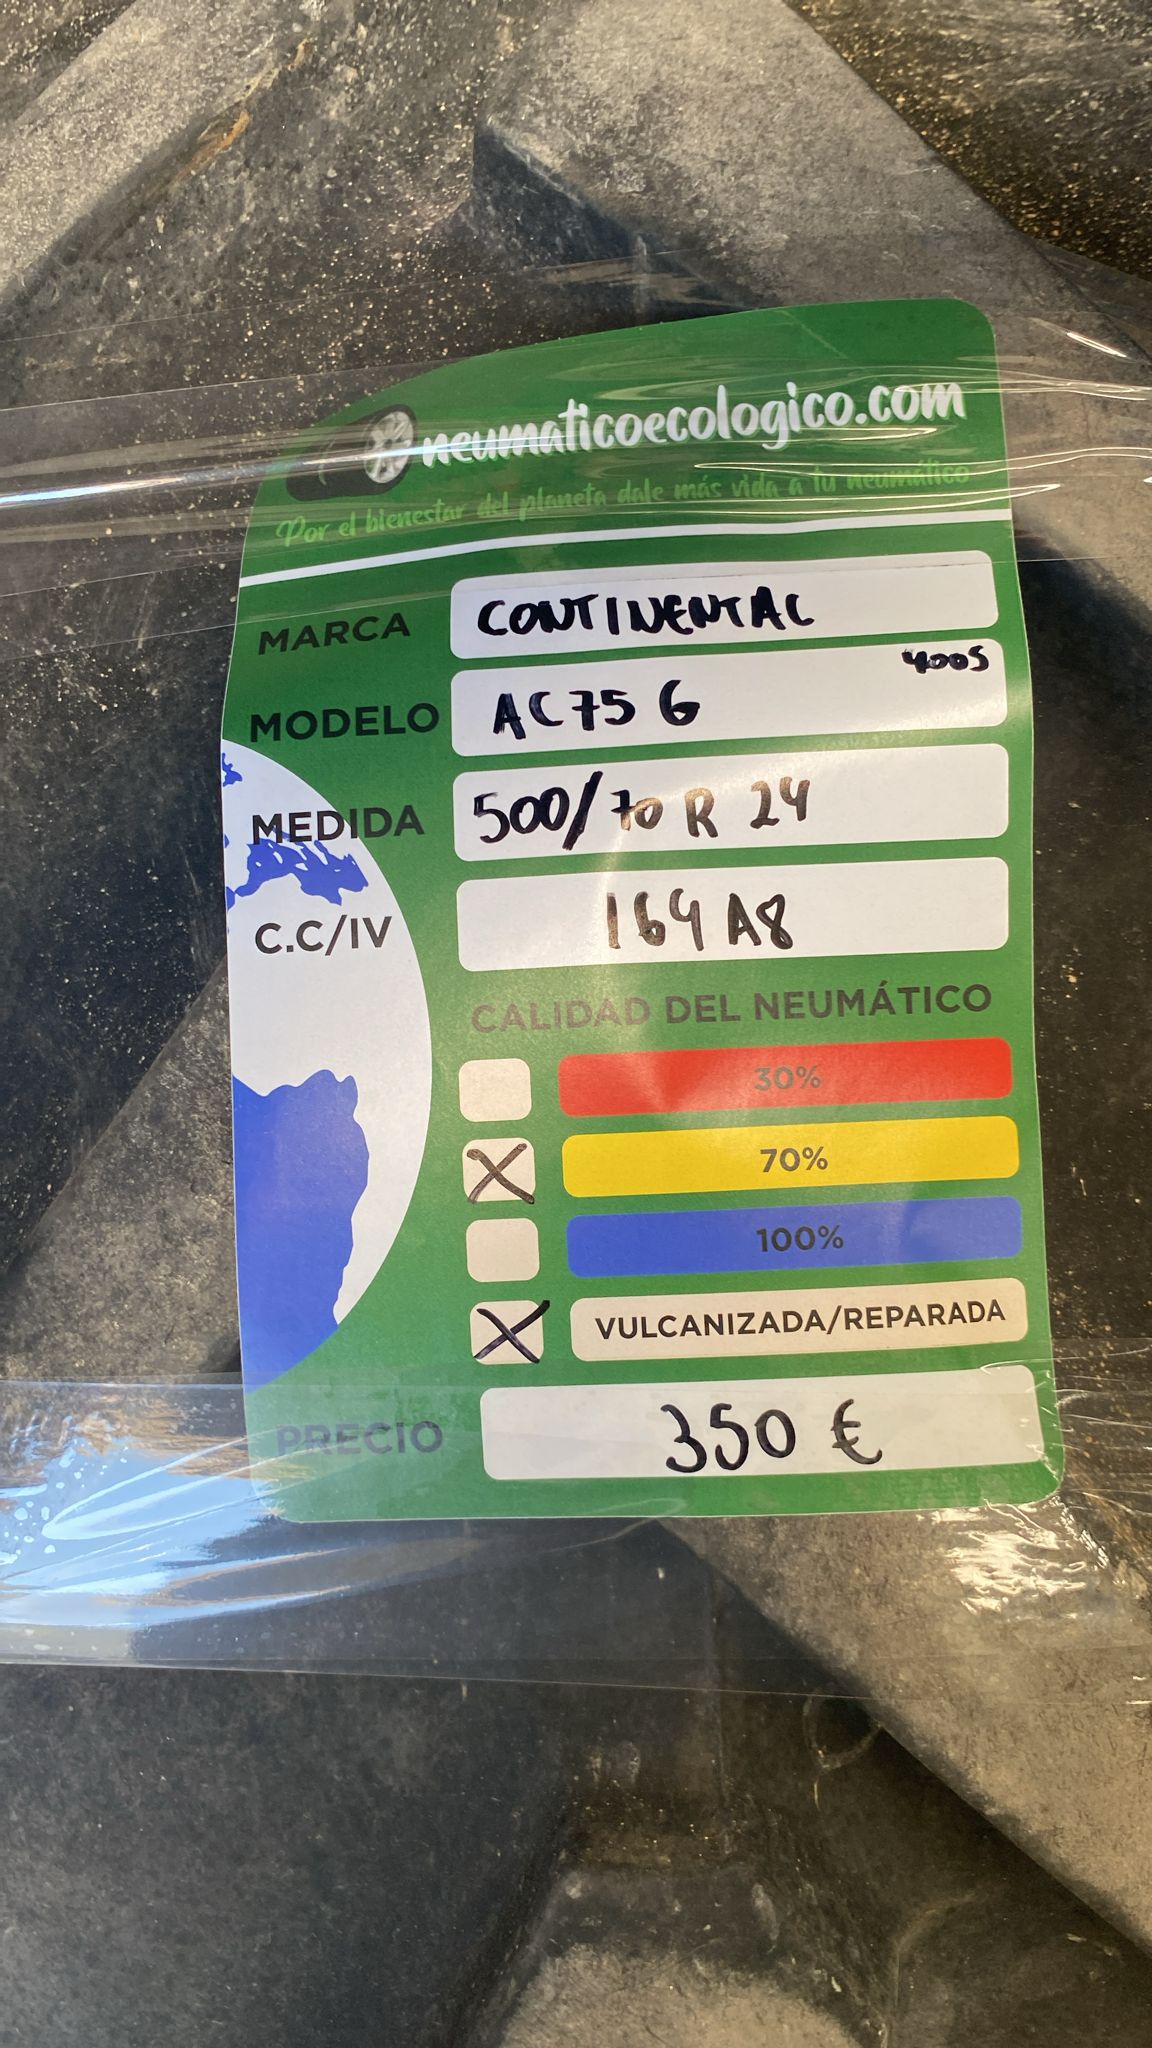 neumaticoecologico.com
Por el bienestar del planeta dale más vida a tu neumático
MARCA CONTINENTAL
4005
MODELO AC75 G
MEDIDA 500/70 R 24
C.C/IV 164 A8
CALIDAD DEL NEUMÁTICO
30%
X 70%
100%
X VULCANIZADA/REPARADA
PRECIO 350 €